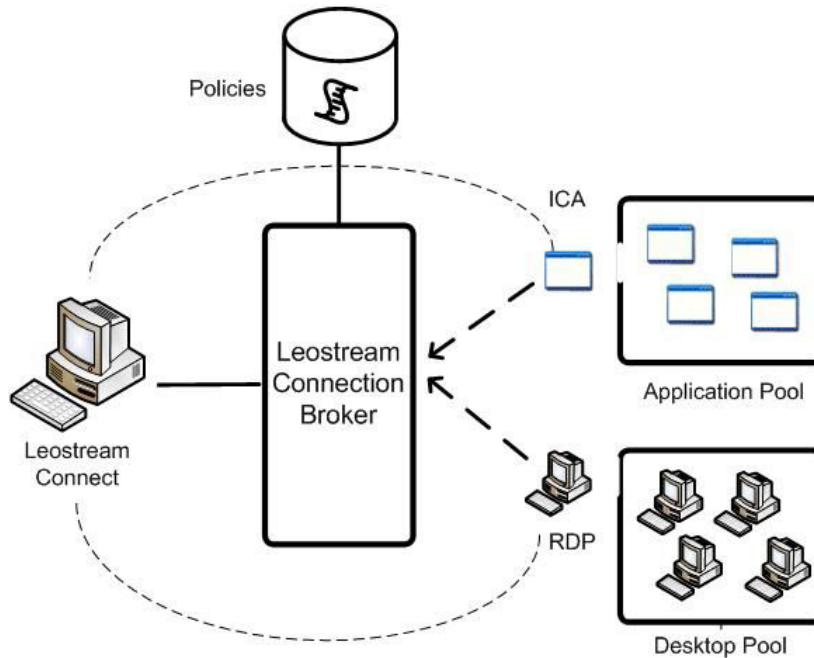 Policies
ICA
Leostream
Connection
Broker
Application Pool
Leostream
Connect
RDP
Desktop Pool